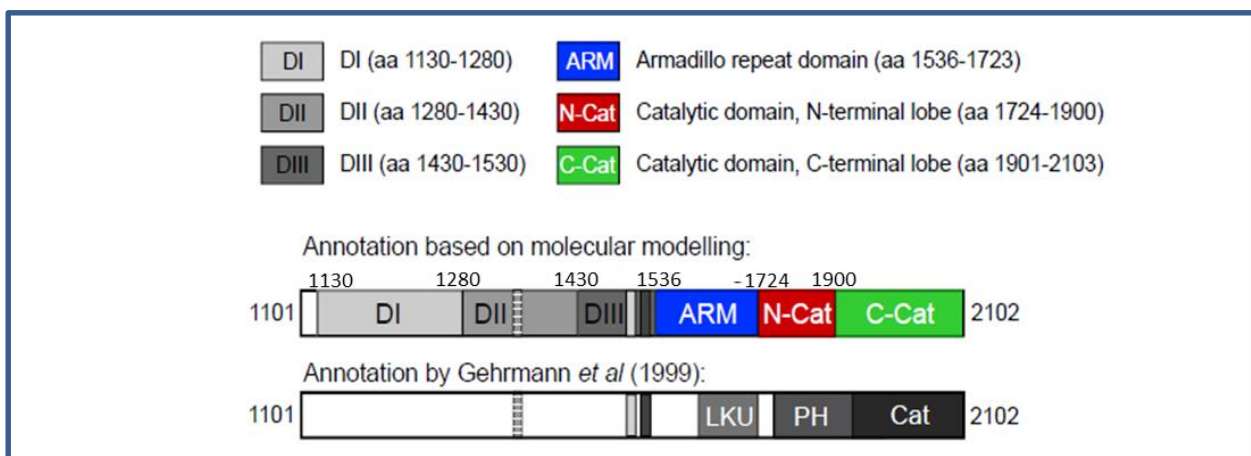 DI DI (aa 1130-1280) ARM Armadillo repeat domain (aa 1536-1723)
DII DII (aa 1280-1430) N-Cat Catalytic domain, N-terminal lobe (aa 1724-1900)
DIII DIII (aa 1430-1530) C-Cat Catalytic domain, C-terminal lobe (aa 1901-2103)
Annotation based on molecular modelling:
1130 1280 1430 1536 -1724 1900
1101 DI DII DIII ARM N-Cat C-Cat 2102
Annotation by Gehrmann et al (1999):
1101 LKU PH Cat 2102